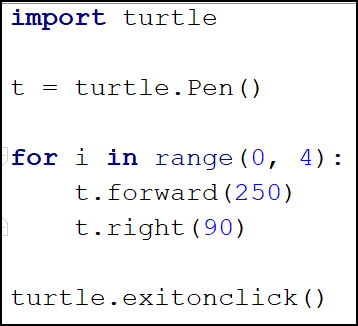 import turtle
t = turtle.Pen()
for i in range(0, 4):
    t.forward(250)
    t.right(90)
turtle.exitonclick()